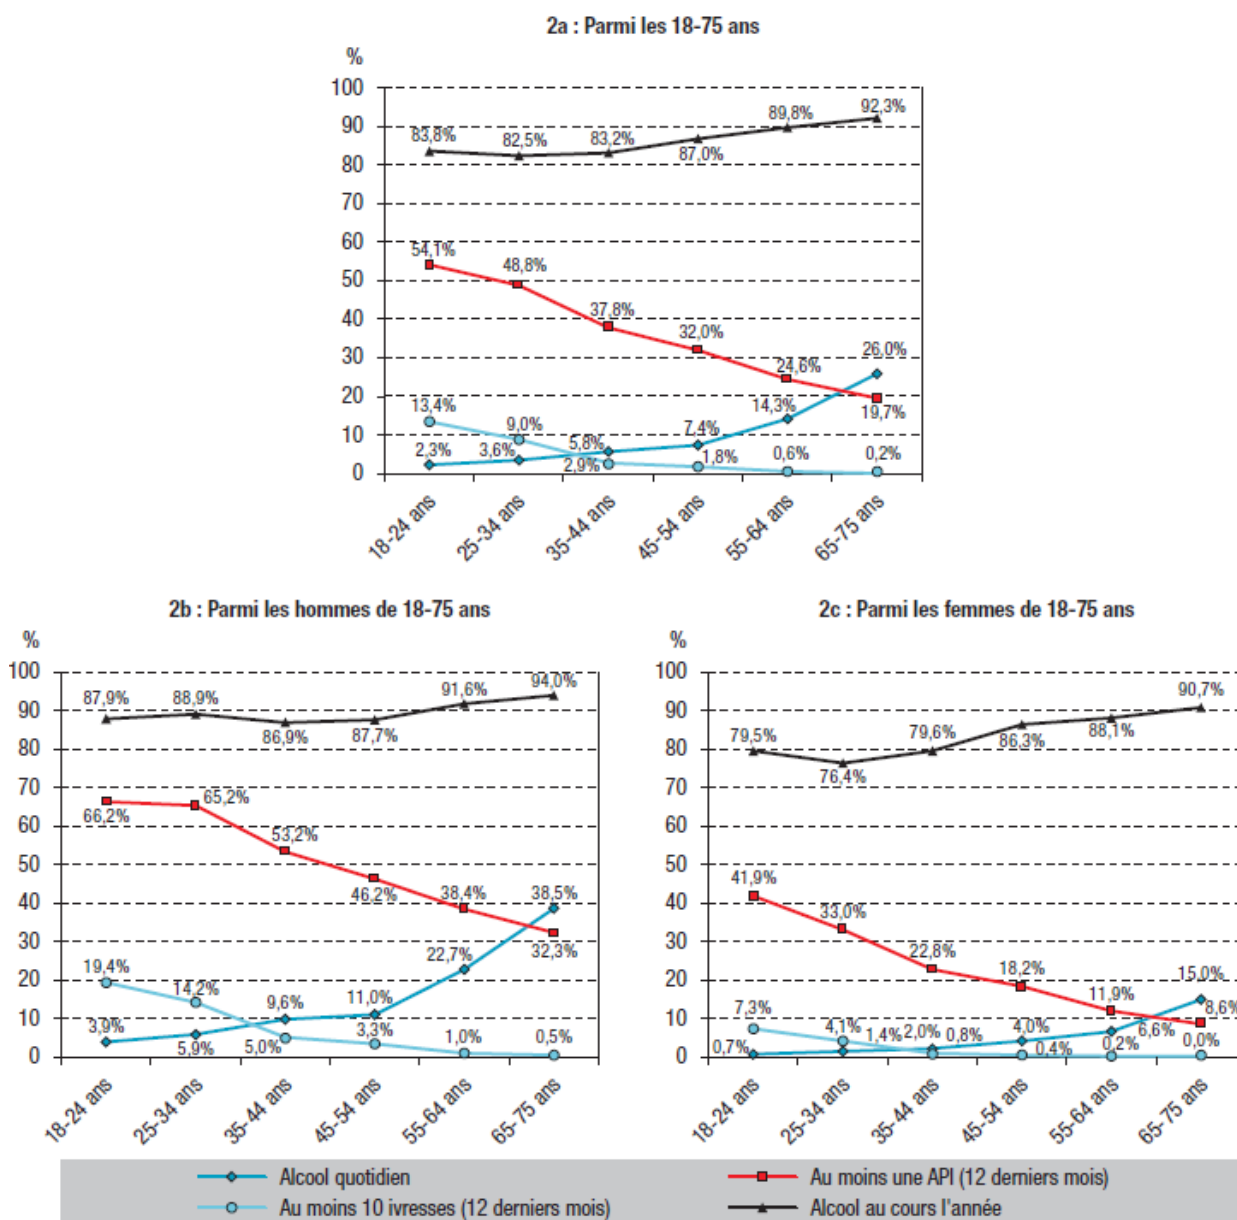 2a : Parmi les 18-75 ans
%
100
90
80
70
60
50
40
30
20
10
0
83,8% 82,5% 83,2% 87,0% 89,8% 92,3%
54,1% 48,8% 37,8% 32,0% 24,6% 19,7%
13,4% 9,0% 2,9% 1,8% 0,6% 0,2%
2,3% 3,6% 5,8% 7,4% 14,3% 26,0%
18-24 ans 25-34 ans 35-44 ans 45-54 ans 55-64 ans 65-75 ans
2b : Parmi les hommes de 18-75 ans
%
100
90
80
70
60
50
40
30
20
10
0
87,9% 88,9% 86,9% 87,7% 91,6% 94,0%
66,2% 65,2% 53,2% 46,2% 38,4% 32,3%
19,4% 14,2% 5,0% 3,3% 1,0% 0,5%
3,9% 5,9% 9,6% 11,0% 22,7% 38,5%
18-24 ans 25-34 ans 35-44 ans 45-54 ans 55-64 ans 65-75 ans
2c : Parmi les femmes de 18-75 ans
%
100
90
80
70
60
50
40
30
20
10
0
79,5% 76,4% 79,6% 86,3% 88,1% 90,7%
41,9% 33,0% 22,8% 18,2% 11,9% 8,6%
7,3% 4,1% 0,8% 0,4% 0,2% 0,0%
0,7% 1,4% 2,0% 4,0% 6,6% 15,0%
18-24 ans 25-34 ans 35-44 ans 45-54 ans 55-64 ans 65-75 ans
Alcool quotidien
Au moins une API (12 derniers mois)
Au moins 10 ivresses (12 derniers mois)
Alcool au cours l'année